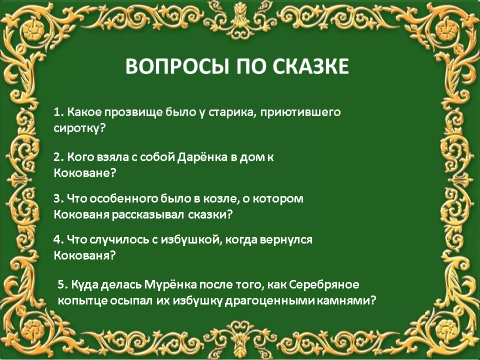 ВОПРОСЫ ПО СКАЗКЕ
1. Какое прозвище было у старика, приютившего
сиротку?
2. Кого взяла с собой Дарёнка в дом к
Коковане?
3. Что особенного было в козле, о котором
Кокованя рассказывал сказки?
4. Что случилось с избушкой, когда вернулся
Кокованя?
5. Куда делась Мурёнка после того, как Серебряное
копытце осыпал их избушку драгоценными камнями?